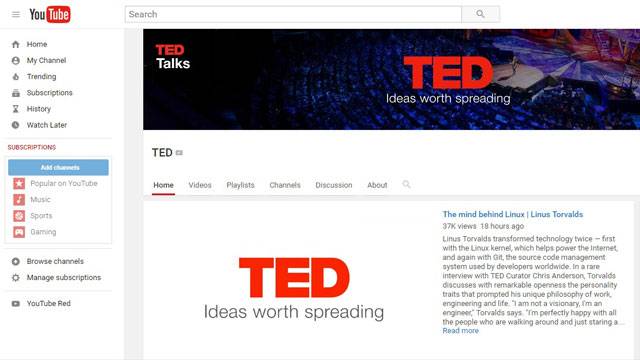 YouTube
Search
Home
My Channel
Trending
Subscriptions
History
Watch Later
SUBSCRIPTIONS
Add channels
Popular on YouTube
Music
Sports
Gaming
Browse channels
Manage subscriptions
YouTube Red
TED
Talks
TED
Ideas worth spreading
TED
Home Videos Playlists Channels Discussion About
TED
Ideas worth spreading
The mind behind Linux | Linus Torvalds
37K views 18 hours ago
Linus Torvalds transformed technology twice — first
with the Linux kernel, which helps power the Internet,
and again with Git, the source code management
system used by developers worldwide. In a rare
interview with TED Curator Chris Anderson, Torvalds
discusses with remarkable openness the personality
traits that prompted his unique philosophy of work,
engineering and life. "I am not a visionary, I'm an
engineer," Torvalds says. "I'm perfectly happy with all
the people who are walking around and just staring a...
Read more